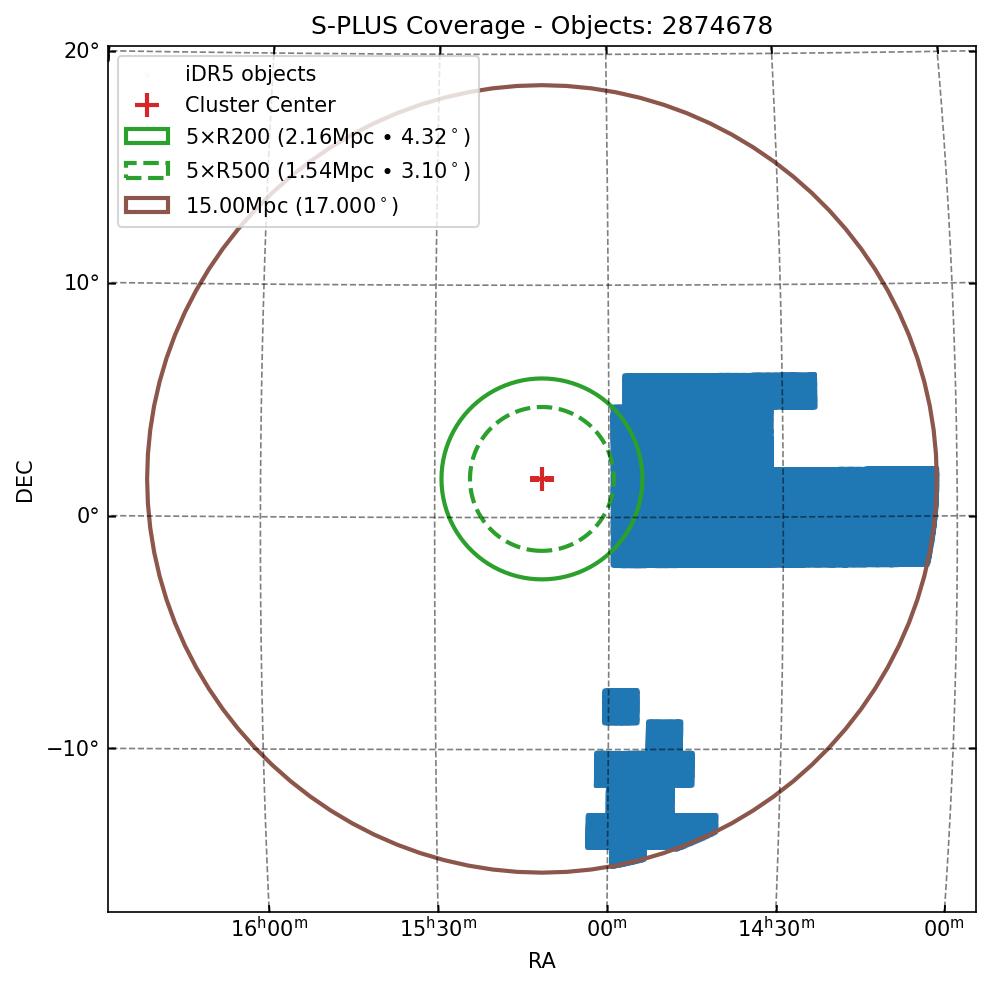 S-PLUS Coverage - Objects: 2874678
20°
iDR5 objects
Cluster Center
5×R200 (2.16Mpc • 4.32°)
5×R500 (1.54Mpc • 3.10°)
15.00Mpc (17.000°)
10°
DEC
0°
−10°
16ʰ00ᵐ 15ʰ30ᵐ 00ᵐ 14ʰ30ᵐ 00ᵐ
RA